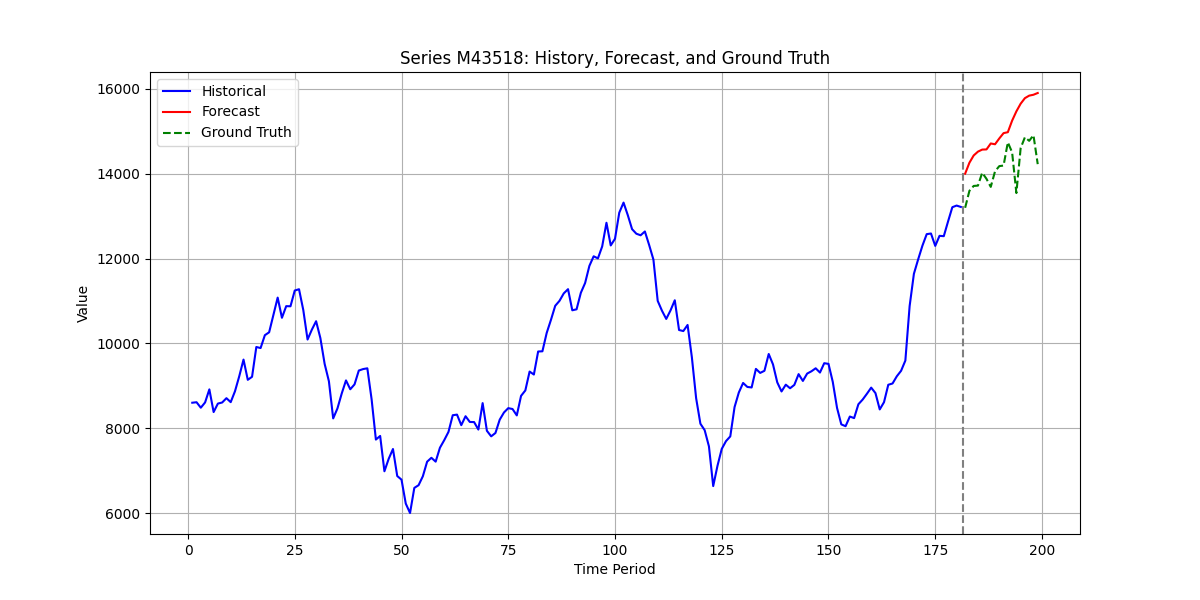 Series M43518: History, Forecast, and Ground Truth
Historical
Forecast
Ground Truth
16000
14000
12000
10000
8000
6000
Value
0 25 50 75 100 125 150 175 200
Time Period